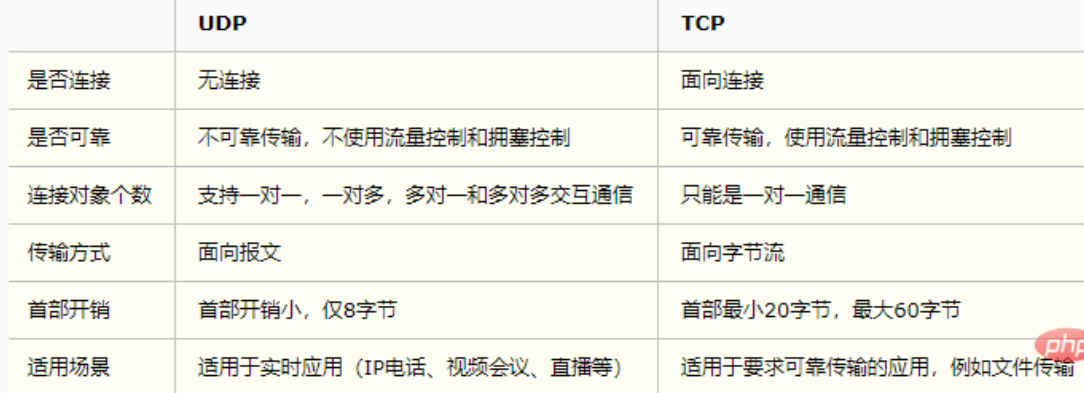 UDP TCP
是否连接 无连接 面向连接
是否可靠 不可靠传输，不使用流量控制和拥塞控制 可靠传输，使用流量控制和拥塞控制
连接对象个数 支持一对一，一对多，多对一和多对多交互通信 只能是一对一通信
传输方式 面向报文 面向字节流
首部开销 首部开销小，仅8字节 首部最小20字节，最大60字节
适用场景 适用于实时应用（IP电话、视频会议、直播等） 适用于要求可靠传输的应用，例如文件传输
php